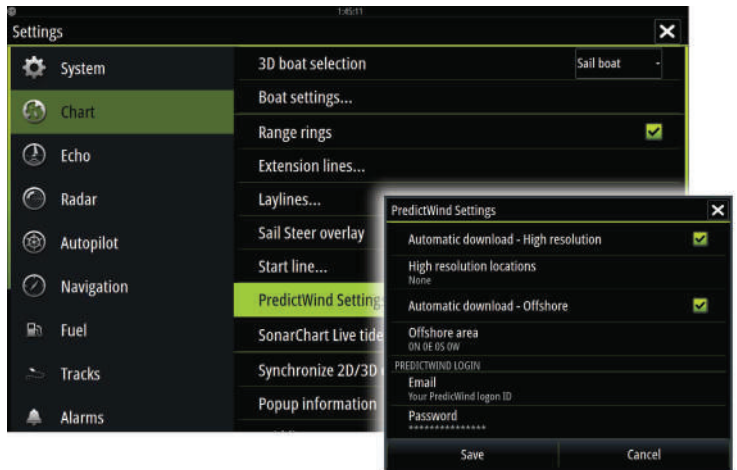 1:45:11
Settings
System
Chart
Echo
Radar
Autopilot
Navigation
Fuel
Tracks
Alarms
3D boat selection
Sail boat
Boat settings...
Range rings
Extension lines...
Laylines...
Sail Steer overlay
Start line...
PredictWind Setting
SonarChart Live tide
Synchronize 2D/3D
Popup information
PredictWind Settings
Automatic download - High resolution
High resolution locations
None
Automatic download - Offshore
Offshore area
0N 0E 0S 0W
PREDICTWIND LOGIN
Email
Your PredicWind logon ID
Password
***************
Save
Cancel